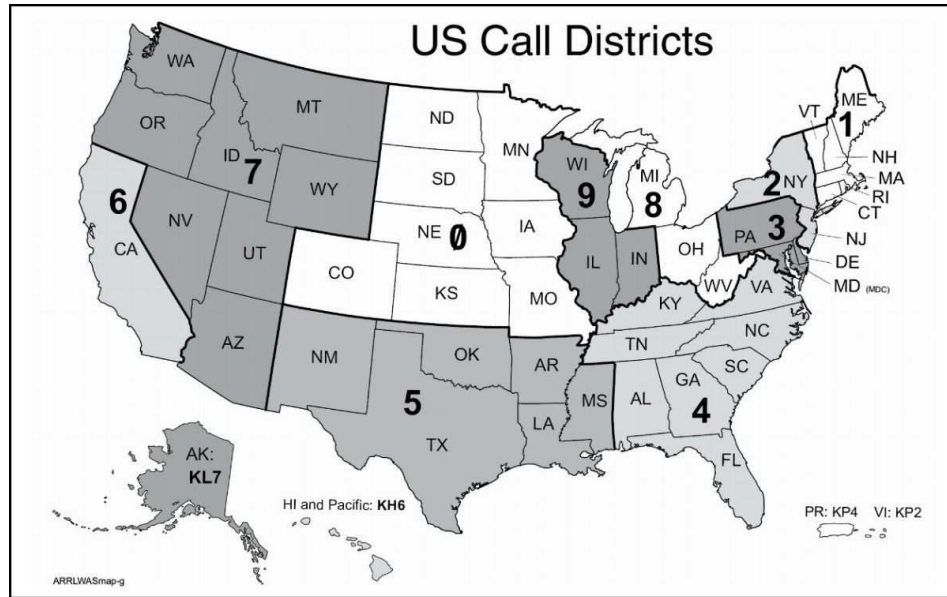 US Call Districts
WA
MT
ND
MN
OR
ID
7
WY
SD
WI
9
MI
8
VT
ME
1
NH
MA
RI
CT
2
NY
3
PA
NJ
DE
MD (MDC)
6
CA
NV
UT
CO
NE
0
IA
KS
MO
IL
IN
OH
WV
VA
KY
NC
TN
SC
AZ
NM
OK
AR
5
TX
LA
MS
AL
GA
4
FL
AK:
KL7
HI and Pacific: KH6
PR: KP4 VI: KP2
ARRLWASmap-g